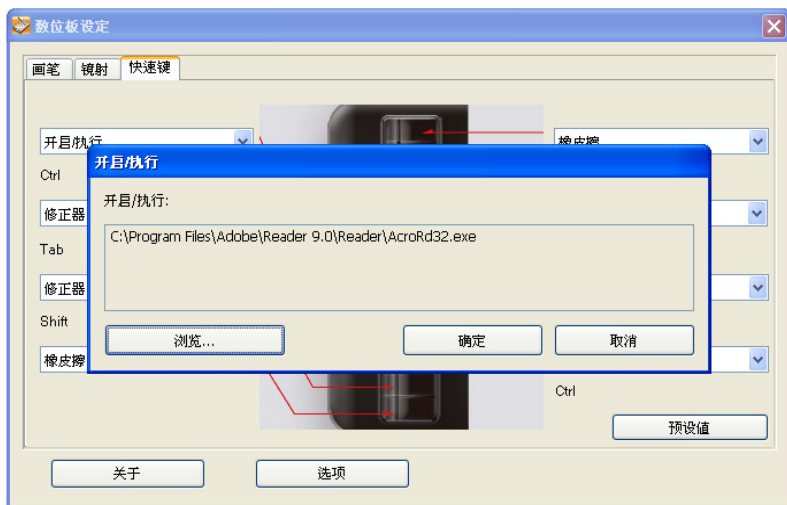 数位板设定
画笔 镜射 快速键
开启/执行
橡皮擦
Ctrl
开启/执行
开启/执行:
C:\Program Files\Adobe\Reader 9.0\Reader\AcroRd32.exe
修正器
Tab
修正器
Shift
浏览... 确定 取消
橡皮擦
Ctrl
预设值
关于 选项